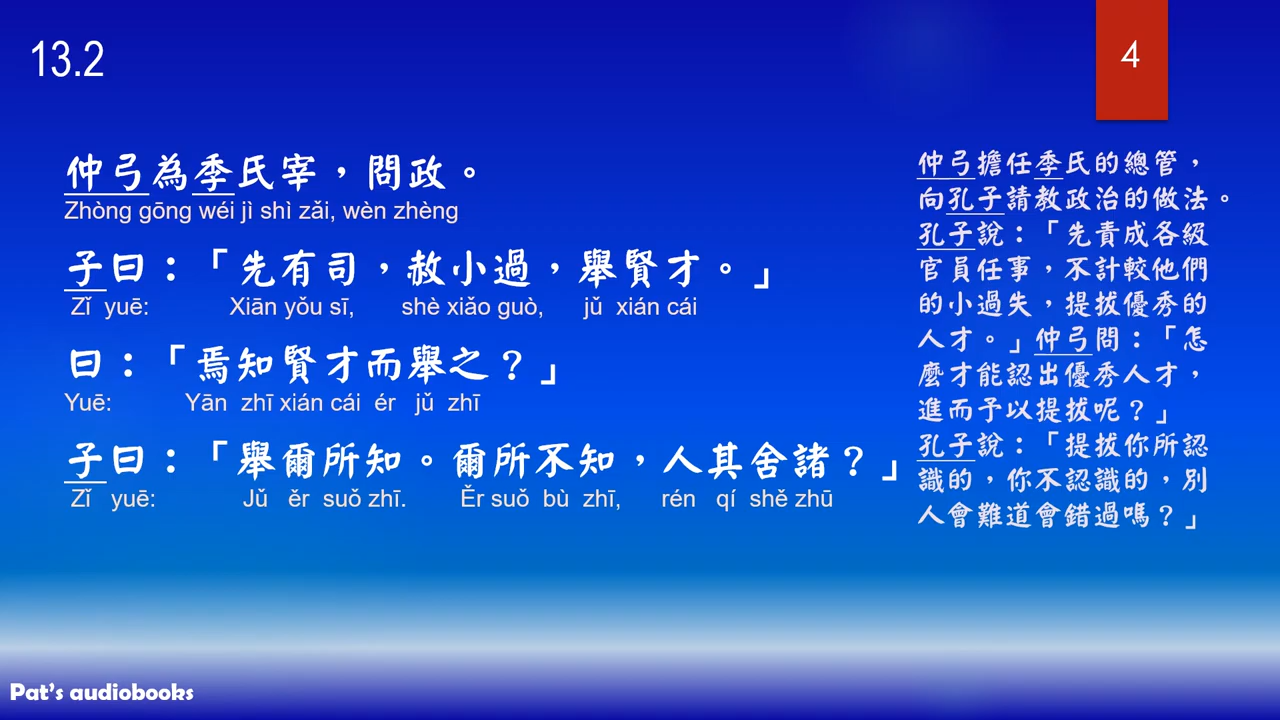 13.2
4
仲弓為季氏宰，問政。
Zhòng gōng wéi jì shì zǎi, wèn zhèng
子曰：「先有司，赦小過，舉賢才。」
Zǐ yuē: Xiān yǒu sī, shè xiǎo guò, jǔ xián cái
曰：「焉知賢才而舉之？」
Yuē: Yān zhī xián cái ér jǔ zhī
子曰：「舉爾所知。爾所不知，人其舍諸？」
Zǐ yuē: Jǔ ěr suǒ zhī. Ěr suǒ bù zhī, rén qí shě zhū
仲弓擔任季氏的總管，
向孔子請教政治的做法。
孔子說：「先責成各級
官員任事，不計較他們
的小過失，提拔優秀的
人才。」仲弓問：「怎
麼才能認出優秀人才，
進而予以提拔呢？」
孔子說：「提拔你所認
識的，你不認識的，別
人會難道會錯過嗎？」
Pat's audiobooks